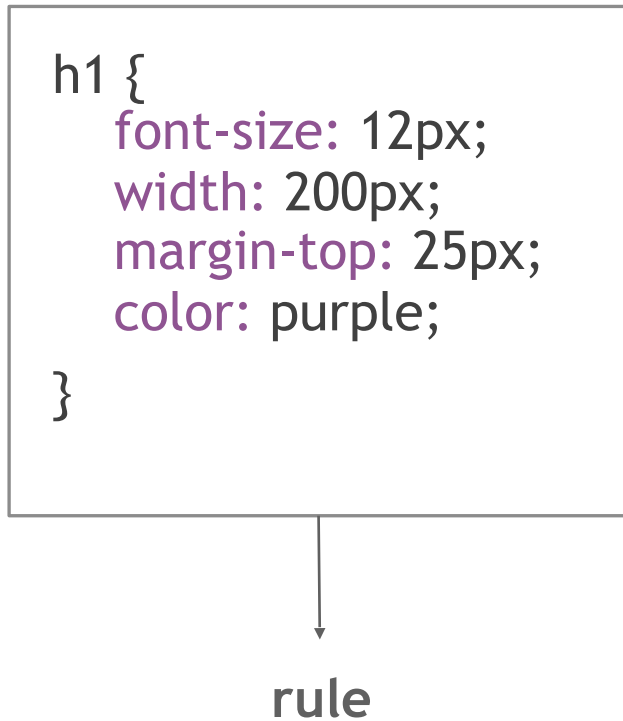 h1 {
font-size: 12px;
width: 200px;
margin-top: 25px;
color: purple;
}
rule